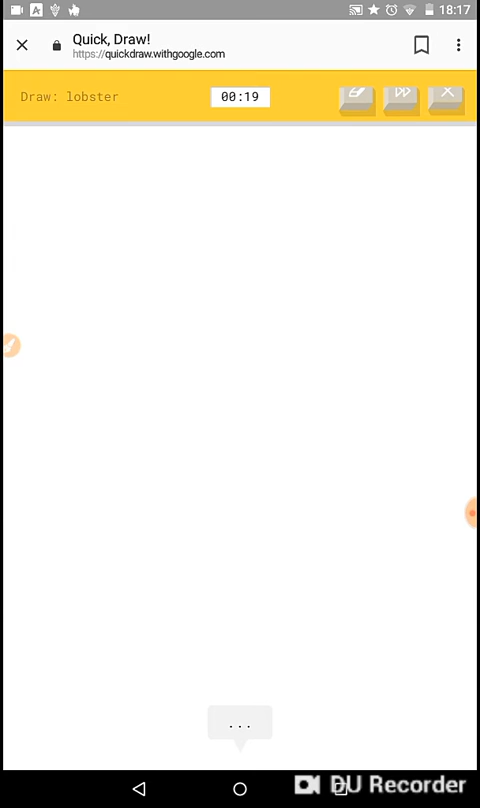 18:17
Quick, Draw!
https://quickdraw.withgoogle.com
Draw: lobster
00:19
...
DU Recorder